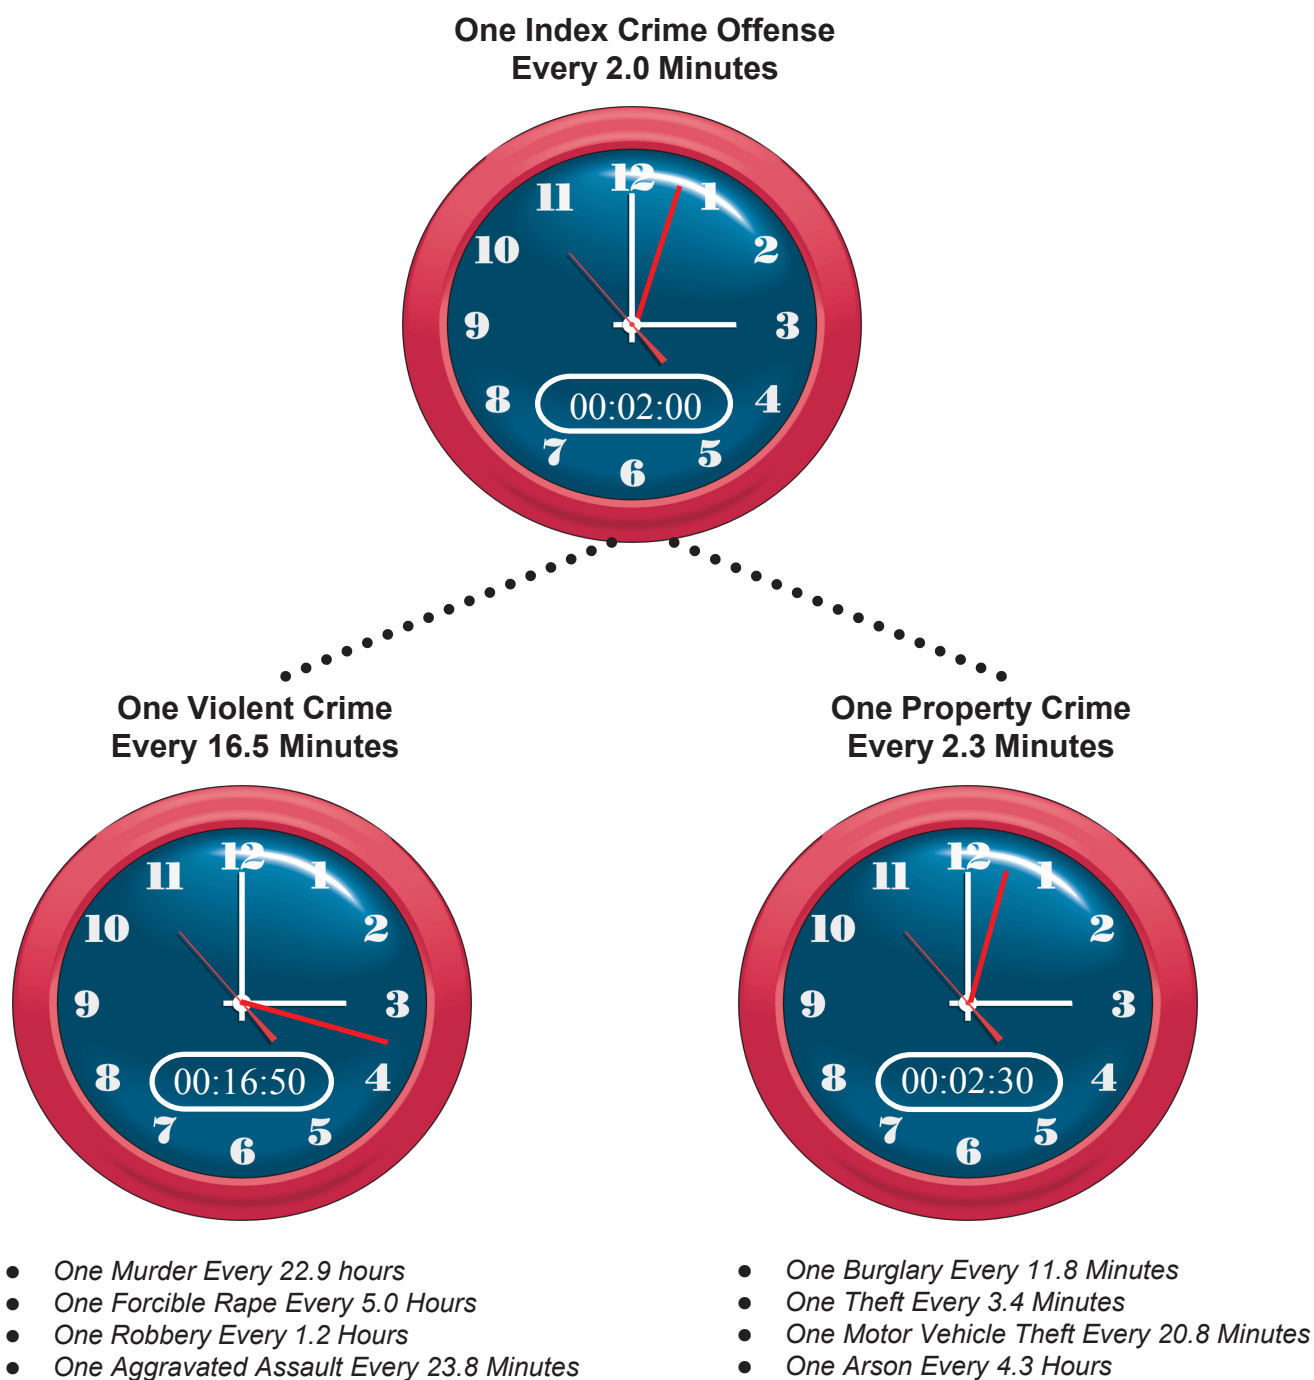 One Index Crime Offense
Every 2.0 Minutes
12
11 1
10 2
9 3
8 4
00:02:00
7 5
6
One Violent Crime
Every 16.5 Minutes
12
11 1
10 2
9 3
8 4
00:16:50
7 5
6
● One Murder Every 22.9 hours
● One Forcible Rape Every 5.0 Hours
● One Robbery Every 1.2 Hours
● One Aggravated Assault Every 23.8 Minutes
One Property Crime
Every 2.3 Minutes
12
11 1
10 2
9 3
8 4
00:02:30
7 5
6
● One Burglary Every 11.8 Minutes
● One Theft Every 3.4 Minutes
● One Motor Vehicle Theft Every 20.8 Minutes
● One Arson Every 4.3 Hours